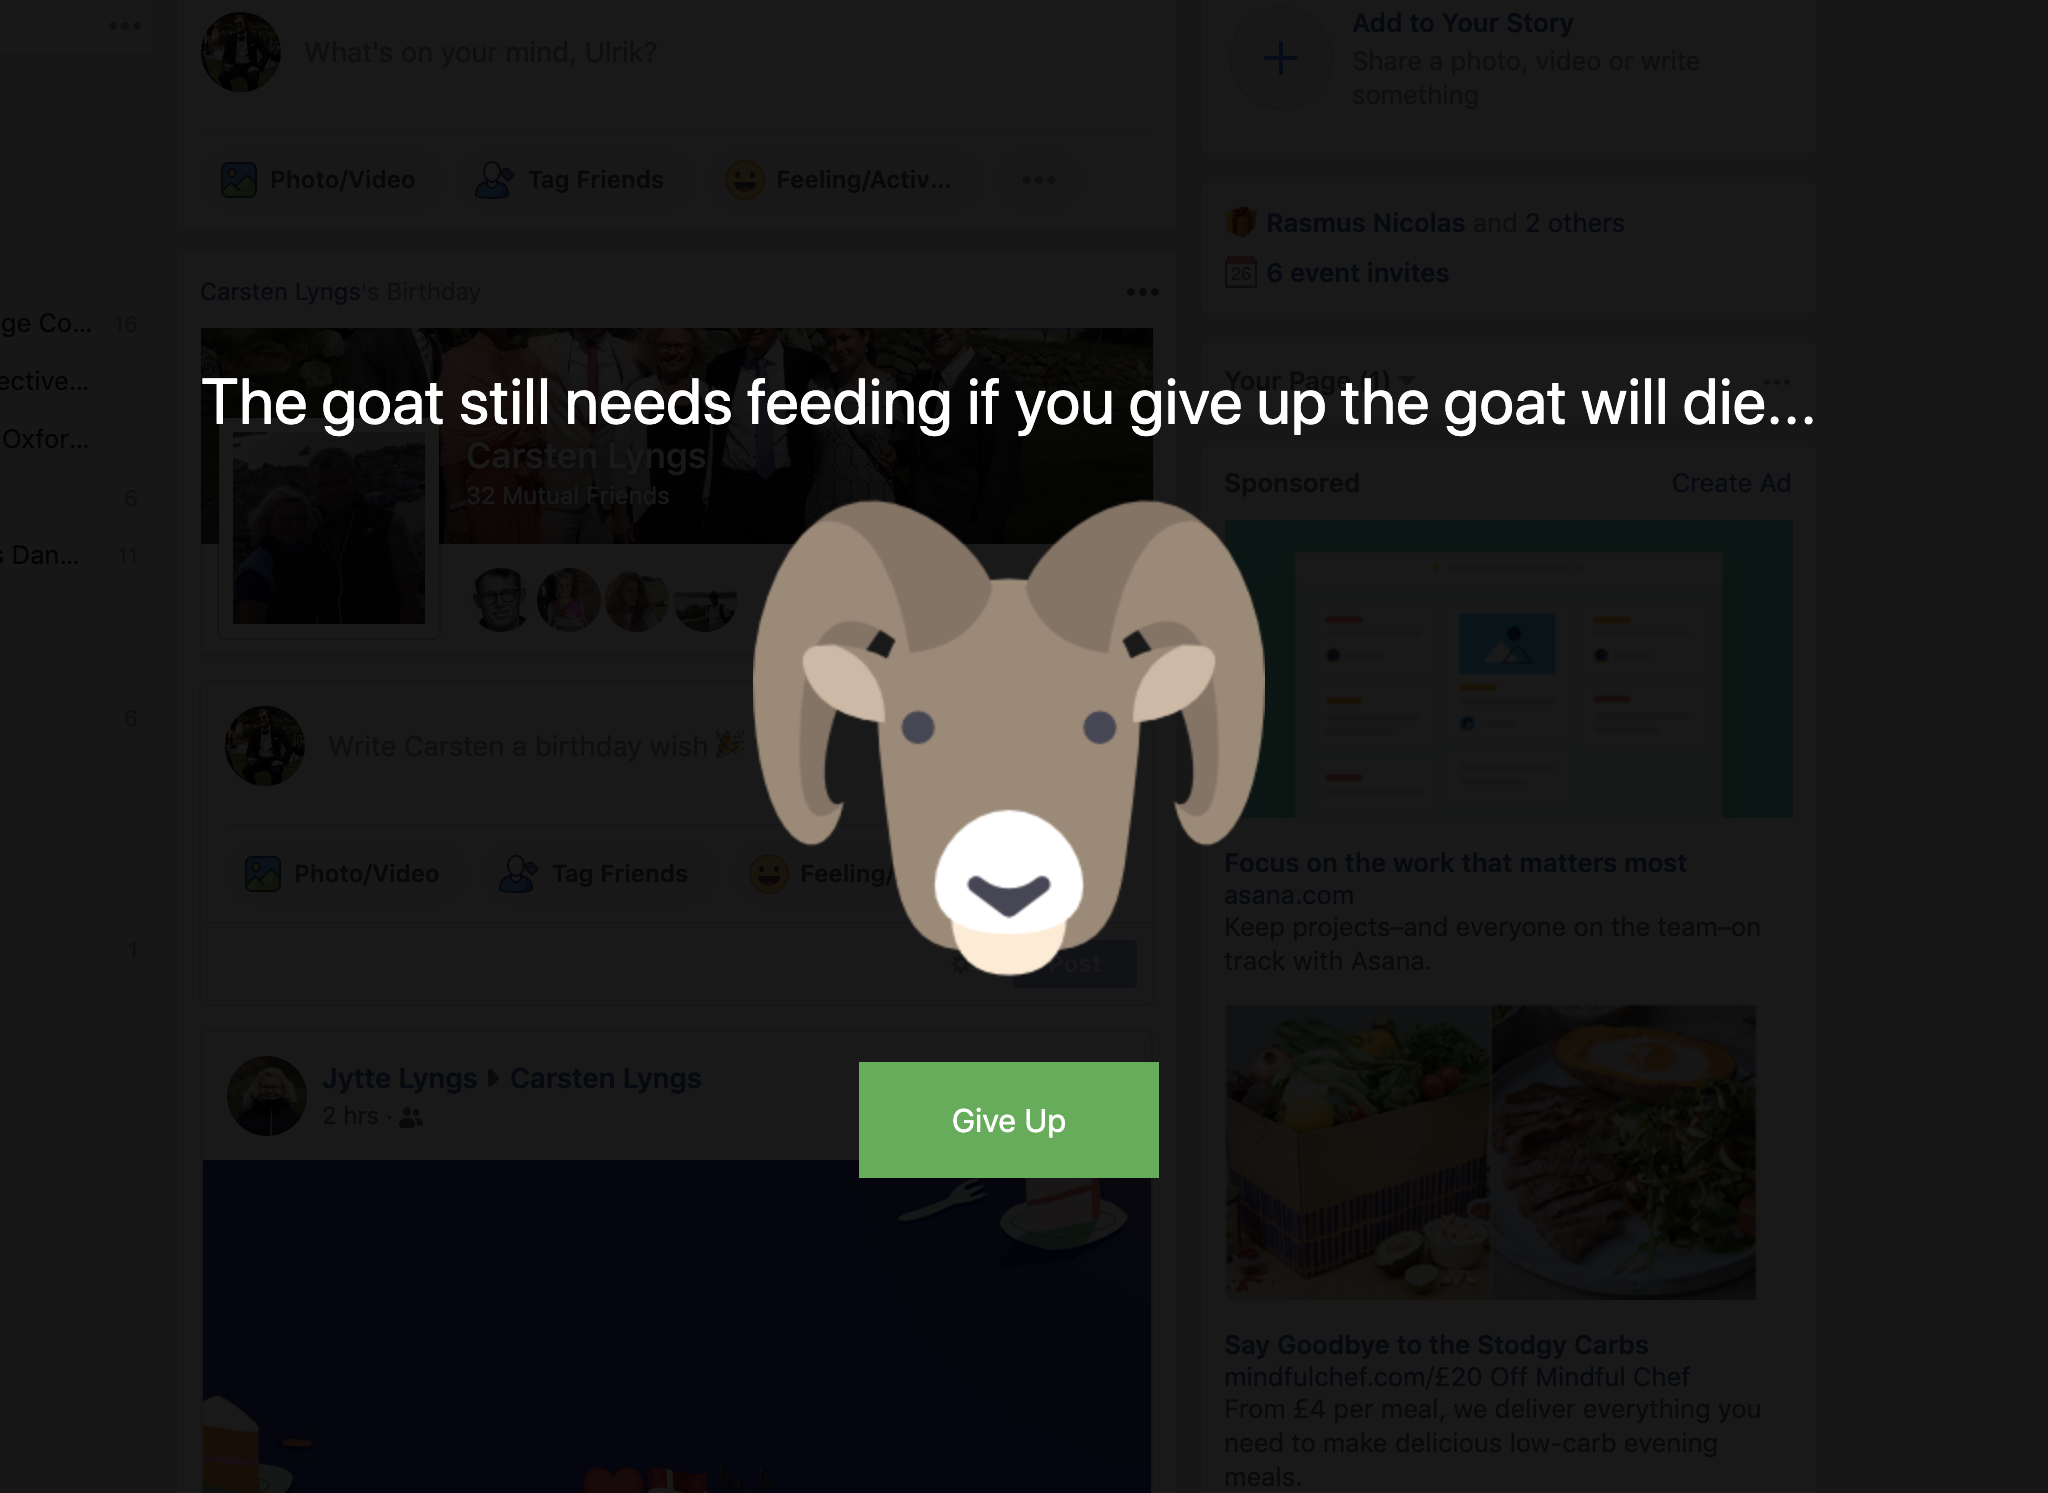 What's on your mind, Ulrik?
Photo/Video
Tag Friends
Feeling/Activ...
Add to Your Story
Share a photo, video or write
something
Rasmus Nicolas and 2 others
26
6 event invites
Carsten Lyngs's Birthday
ge Co... 16
ective...
Oxfor...
6
s Dan... 11
6
1
Your Page (1)
The goat still needs feeding if you give up the goat will die...
Carsten Lyngs
32 Mutual Friends
Write Carsten a birthday wish
Photo/Video
Tag Friends
Feeling/
Post
Jytte Lyngs Carsten Lyngs
2 hrs ·
Give Up
Sponsored
Create Ad
Focus on the work that matters most
asana.com
Keep projects–and everyone on the team–on
track with Asana.
Say Goodbye to the Stodgy Carbs
mindfulchef.com/£20 Off Mindful Chef
From £4 per meal, we deliver everything you
need to make delicious low-carb evening
meals.